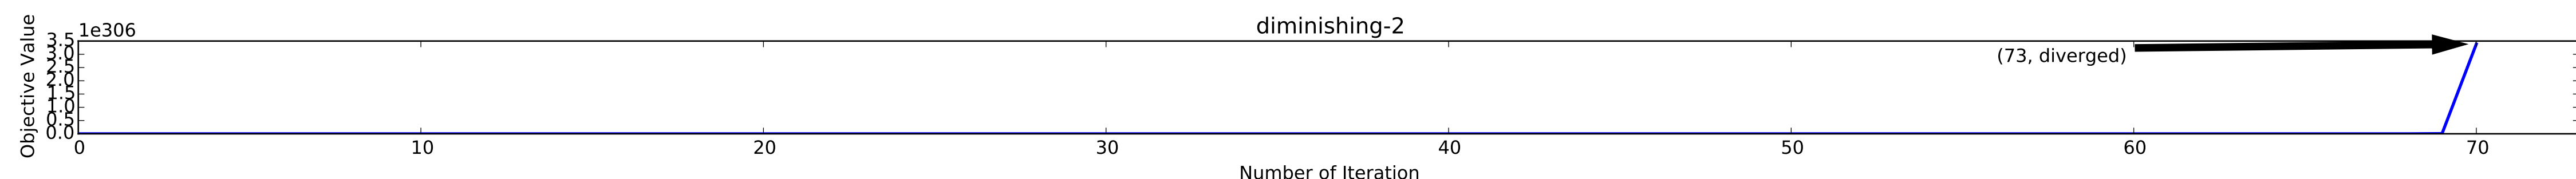 diminishing-2
1e306
3.5
3.0
2.5
2.0
1.5
1.0
0.5
0.0
Objective Value
(73, diverged)
0 10 20 30 40 50 60 70
Number of Iteration